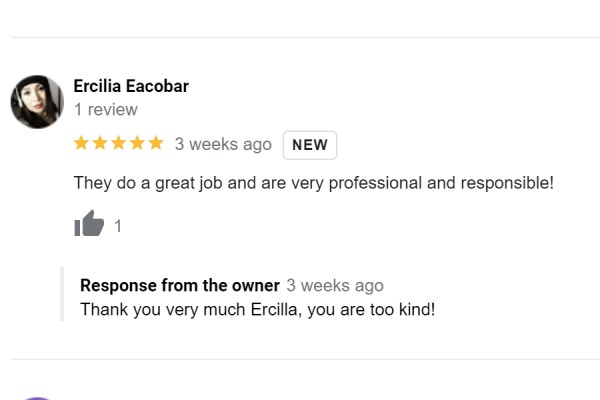 Ercilia Eacobar
1 review
3 weeks ago NEW
They do a great job and are very professional and responsible!
1
Response from the owner 3 weeks ago
Thank you very much Ercilla, you are too kind!